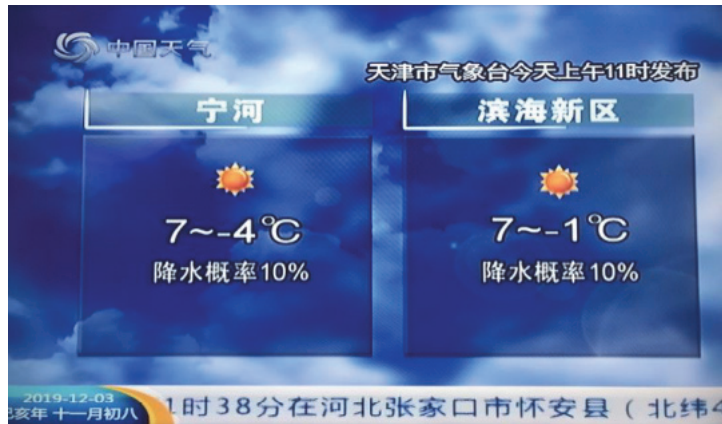 中国天气
天津市气象台今天上午11时发布
宁河
滨海新区
7~-4℃
降水概率10%
7~-1℃
降水概率10%
2019-12-03
己亥年 十一月初八
1时38分在河北张家口市怀安县（北纬4